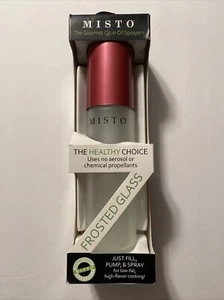 MISTO
The Gourmet Olive Oil Sprayer
MISTO
THE HEALTHY CHOICE
Uses no aerosol or
chemical propellants
FROSTED GLASS
JUST FILL,
PUMP, & SPRAY
for low-fat,
high-flavor cooking!